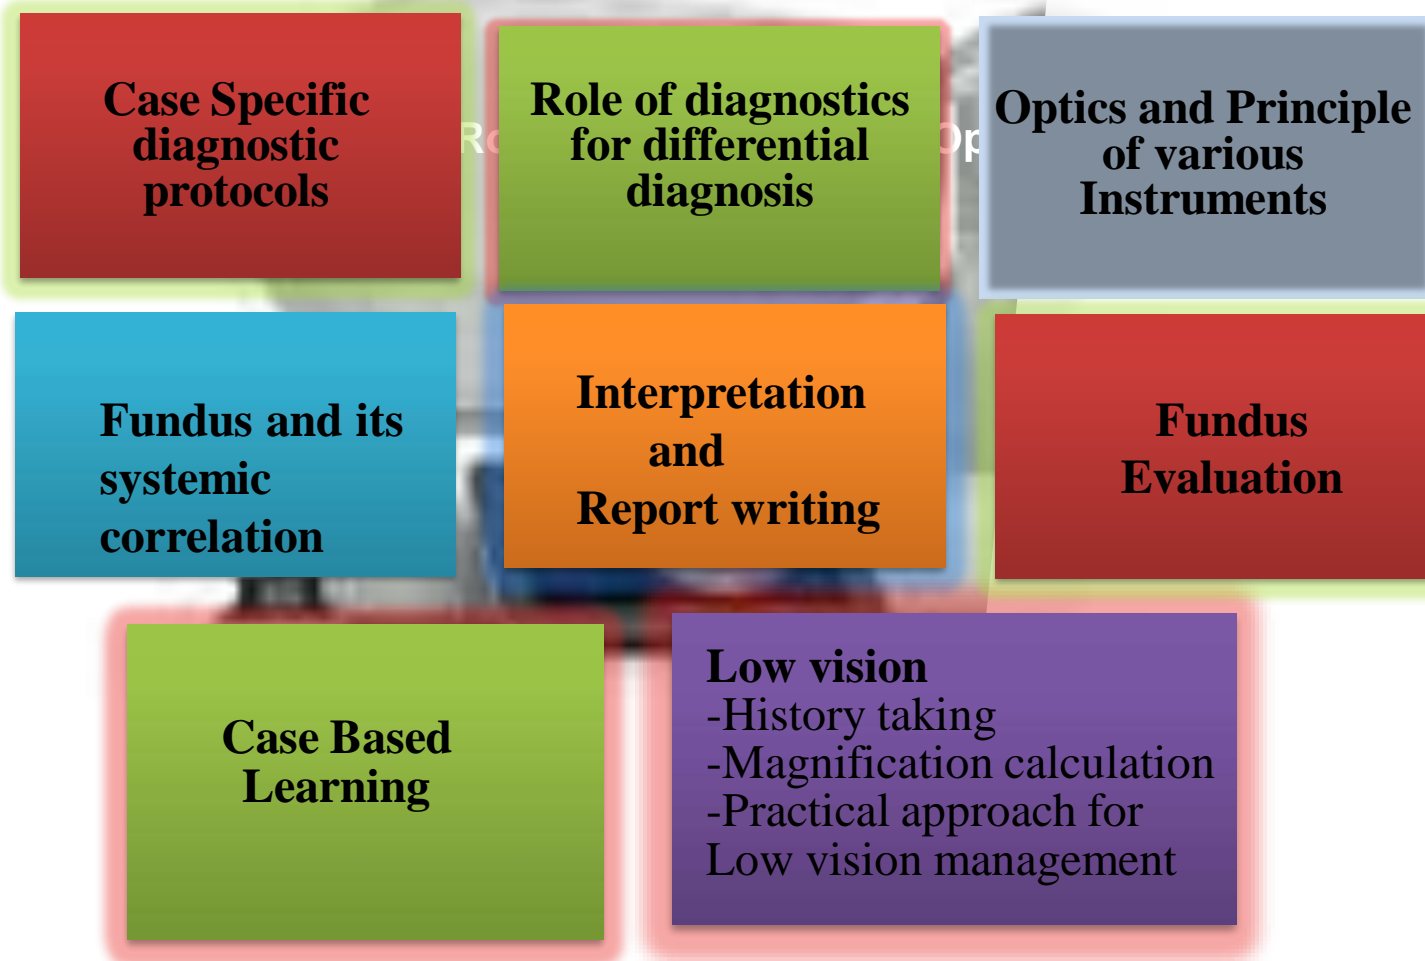 Case Specific
diagnostic
protocols
Role of diagnostics
for differential
diagnosis
Optics and Principle
of various
Instruments
Fundus and its
systemic
correlation
Interpretation
and
Report writing
Fundus
Evaluation
Case Based
Learning
Low vision
-History taking
-Magnification calculation
-Practical approach for
Low vision management